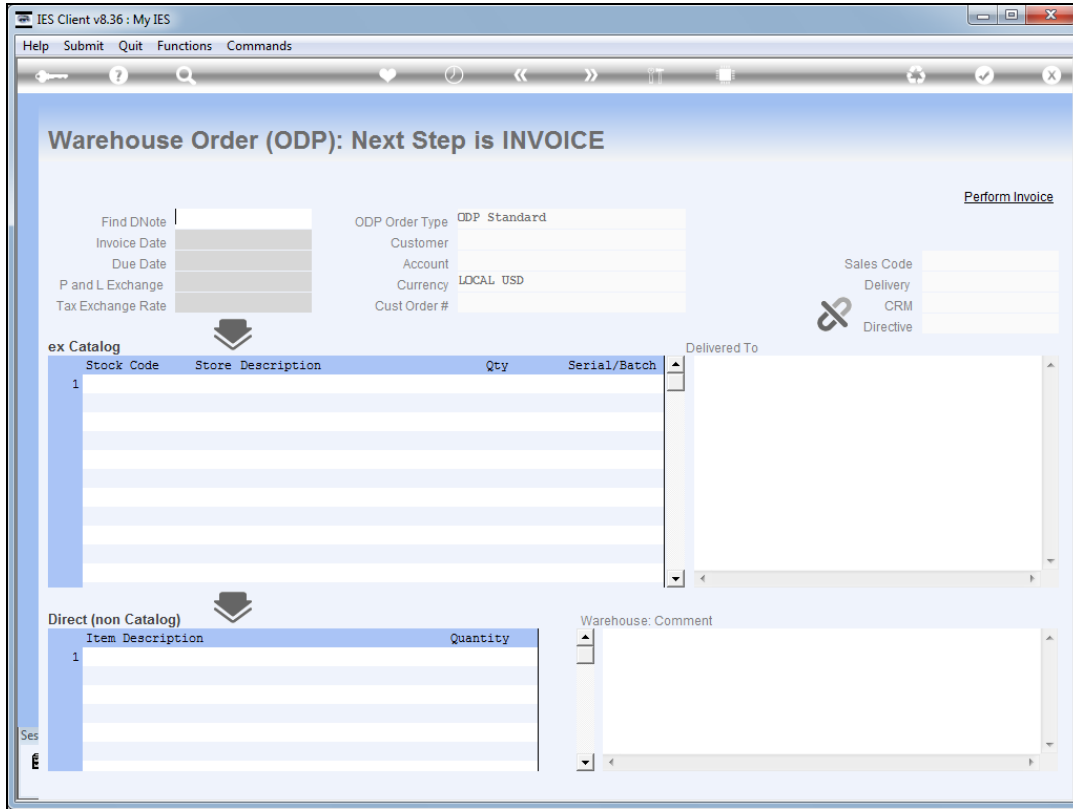 IES Client v8.36 : My IES
Help Submit Quit Functions Commands
Warehouse Order (ODP): Next Step is INVOICE
Perform Invoice
Find DNote
ODP Order Type ODP Standard
Invoice Date
Customer
Due Date
Account
Sales Code
P and L Exchange
Currency LOCAL USD
Delivery
Tax Exchange Rate
Cust Order #
CRM
Directive
ex Catalog
Delivered To
Stock Code Store Description Qty Serial/Batch
1
Direct (non Catalog)
Warehouse: Comment
Item Description Quantity
1
Ses